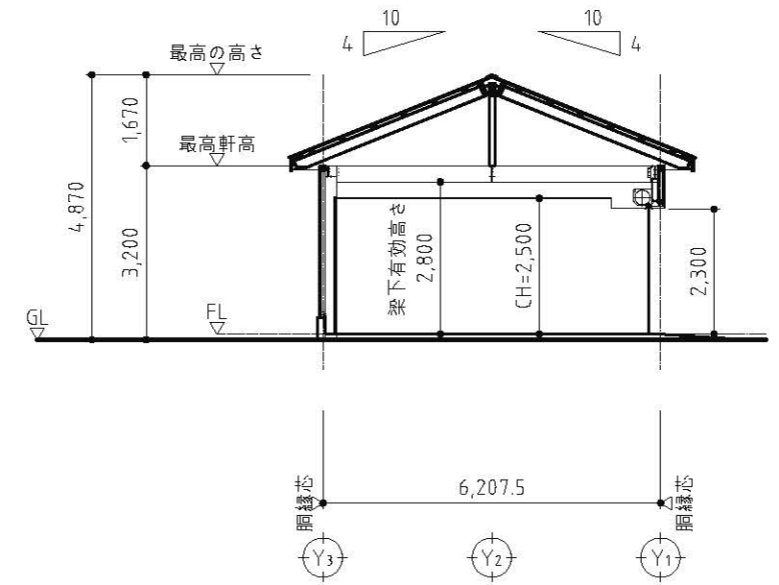 10
4
10
4
最高の高さ
1,670
最高軒高
4,870
3,200
梁下有効高さ
2,800
CH=2,500
2,300
GL
FL
6,207.5
胴縁芯
胴縁芯
Y3
Y2
Y1